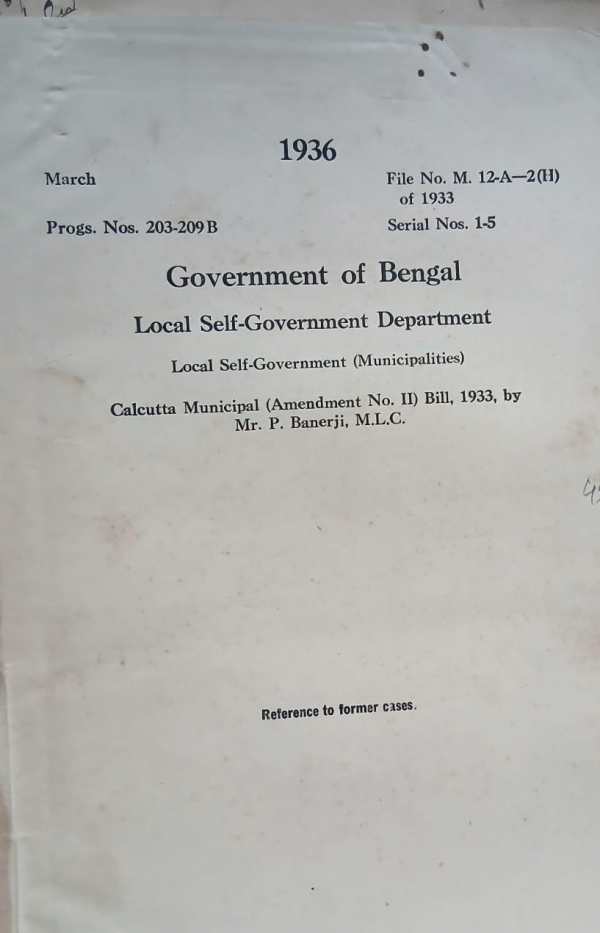 1936
March
File No. M. 12-A—2(H)
of 1933
Progs. Nos. 203-209 B
Serial Nos. 1-5
Government of Bengal
Local Self-Government Department
Local Self-Government (Municipalities)
Calcutta Municipal (Amendment No. II) Bill, 1933, by
Mr. P. Banerji, M.L.C.
Reference to former cases.